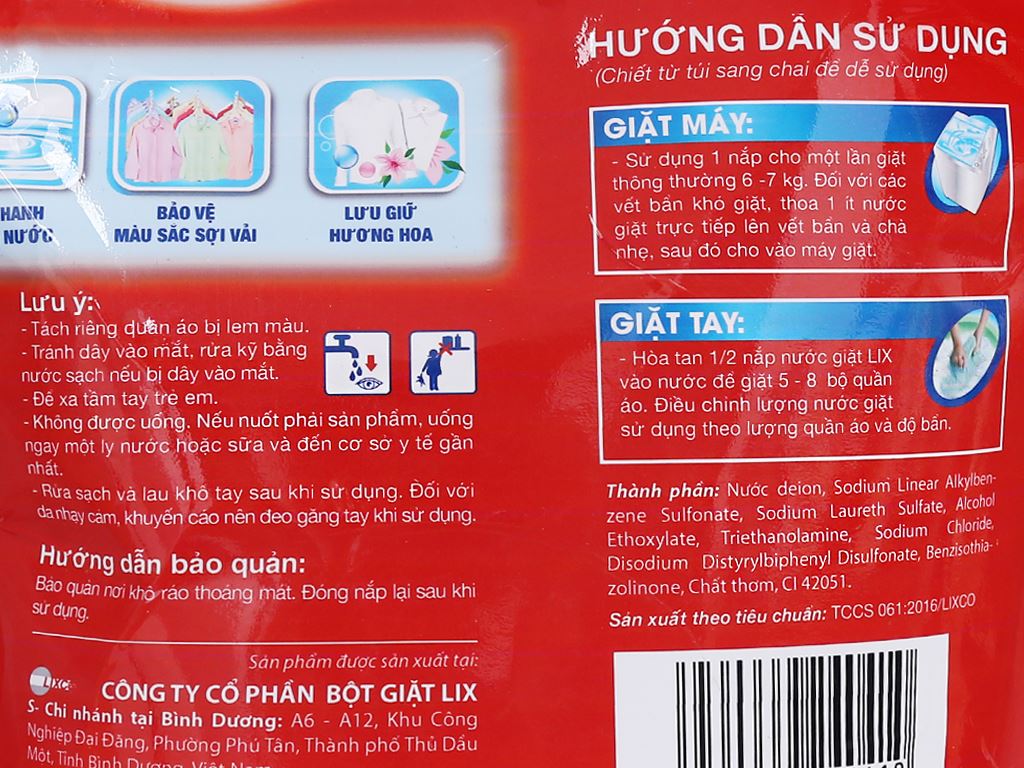 HANH
NƯỚC
BẢO VỆ
MÀU SẮC SỢI VẢI
LƯU GIỮ
HƯƠNG HOA
Lưu ý:
- Tách riêng quần áo bị lem màu.
- Tránh dây vào mắt, rửa kỹ bằng
nước sạch nếu bị dây vào mắt.
- Để xa tầm tay trẻ em.
- Không được uống. Nếu nuốt phải sản phẩm, uống
ngay một ly nước hoặc sữa và đến cơ sở y tế gần
nhất.
- Rửa sạch và lau khô tay sau khi sử dụng. Đối với
da nhạy cảm, khuyến cáo nên đeo găng tay khi sử dụng.
Hướng dẫn bảo quản:
Bảo quản nơi khô ráo thoáng mát. Đóng nắp lại sau khi
sử dụng.
Sản phẩm được sản xuất tại:
CÔNG TY CỔ PHẦN BỘT GIẶT LIX
S- Chi nhánh tại Bình Dương: A6 - A12, Khu Công
Nghiệp Đại Đăng, Phường Phú Tân, Thành phố Thủ Dầu
Một, Tỉnh Bình Dương, Việt Nam
HƯỚNG DẪN SỬ DỤNG
(Chiết từ túi sang chai để dễ sử dụng)
GIẶT MÁY:
- Sử dụng 1 nắp cho một lần giặt
thông thường 6 -7 kg. Đối với các
vết bẩn khó giặt, thoa 1 ít nước
giặt trực tiếp lên vết bẩn và chà
nhẹ, sau đó cho vào máy giặt.
GIẶT TAY:
- Hòa tan 1/2 nắp nước giặt LIX
vào nước để giặt 5 - 8 bộ quần
áo. Điều chỉnh lượng nước giặt
sử dụng theo lượng quần áo và độ bẩn.
Thành phần: Nước deion, Sodium Linear Alkylben-
zene Sulfonate, Sodium Laureth Sulfate, Alcohol
Ethoxylate, Triethanolamine, Sodium Chloride,
Disodium Distyrylbiphenyl Disulfonate, Benzisothia-
zolinone, Chất thơm, CI 42051.
Sản xuất theo tiêu chuẩn: TCCS 061:2016/LIXCO